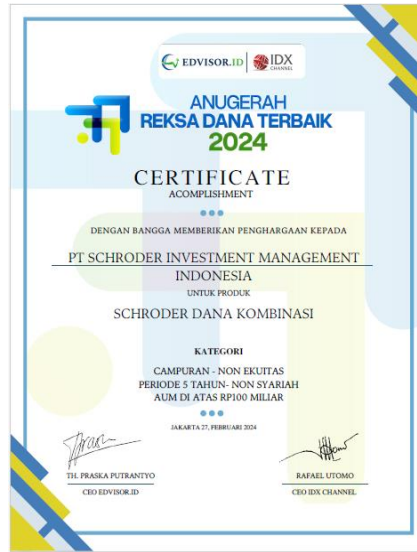 EDVISOR.ID IDX
CHANNEL
ANUGERAH
REKSA DANA TERBAIK
2024
CERTIFICATE
ACOMPLISHMENT
DENGAN BANGGA MEMBERIKAN PENGHARGAAN KEPADA
PT SCHRODER INVESTMENT MANAGEMENT
INDONESIA
UNTUK PRODUK
SCHRODER DANA KOMBINASI
KATEGORI
CAMPURAN - NON EKUITAS
PERIODE 5 TAHUN- NON SYARIAH
AUM DI ATAS RP100 MILIAR
JAKARTA 27, FEBRUARI 2024
TH. PRASKA PUTRANTYO RAFAEL UTOMO
CEO EDVISOR.ID CEO IDX CHANNEL